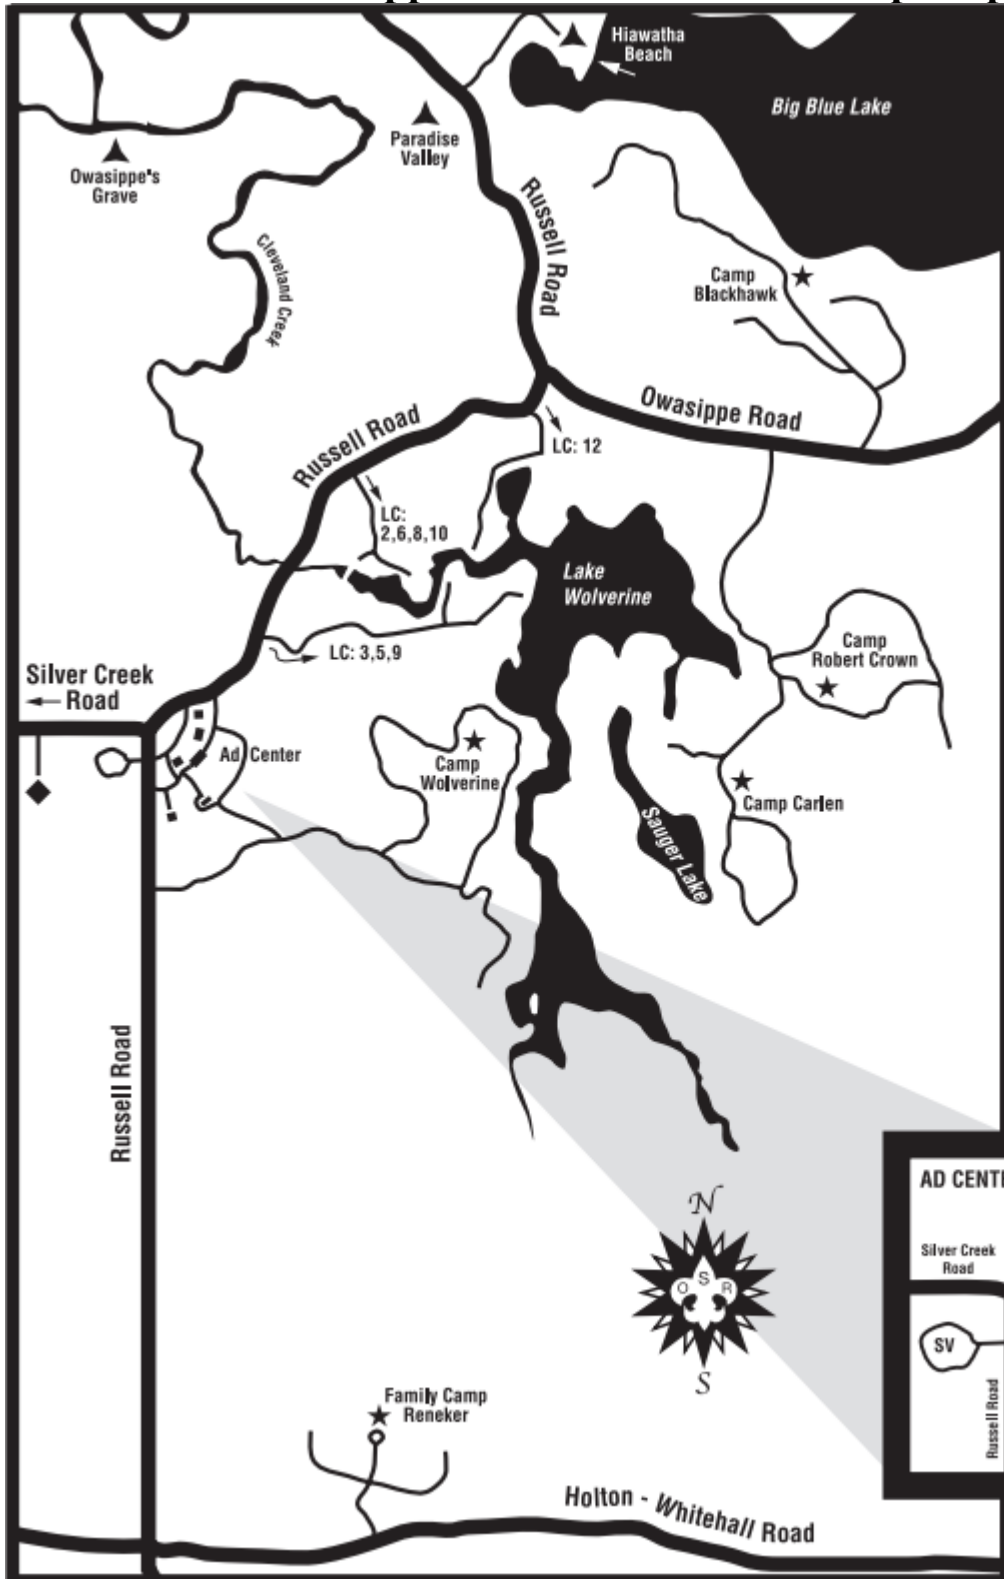 Hiawatha
Beach
Big Blue Lake
Paradise
Valley
Owasippe's
Grave
Russell Road
Cleveland Creek
Camp
Blackhawk
Owasippe Road
Russell Road
LC: 12
LC:
2,6,8,10
Lake
Wolverine
Camp
Robert Crown
LC: 3,5,9
Silver Creek
Road
Ad Center
Camp
Wolverine
Camp Carlen
Sauger Lake
Russell Road
AD CENT
N
O S R
S
Silver Creek
Road
SV
Russell Road
Family Camp
Reneker
Holton - Whitehall Road